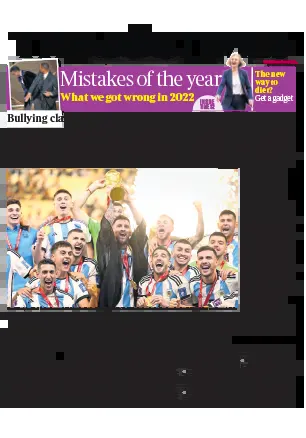 Mistakes of the year
What we got wrong in 2022
The new
way to
diet?
Get a gadget
Bullying cla